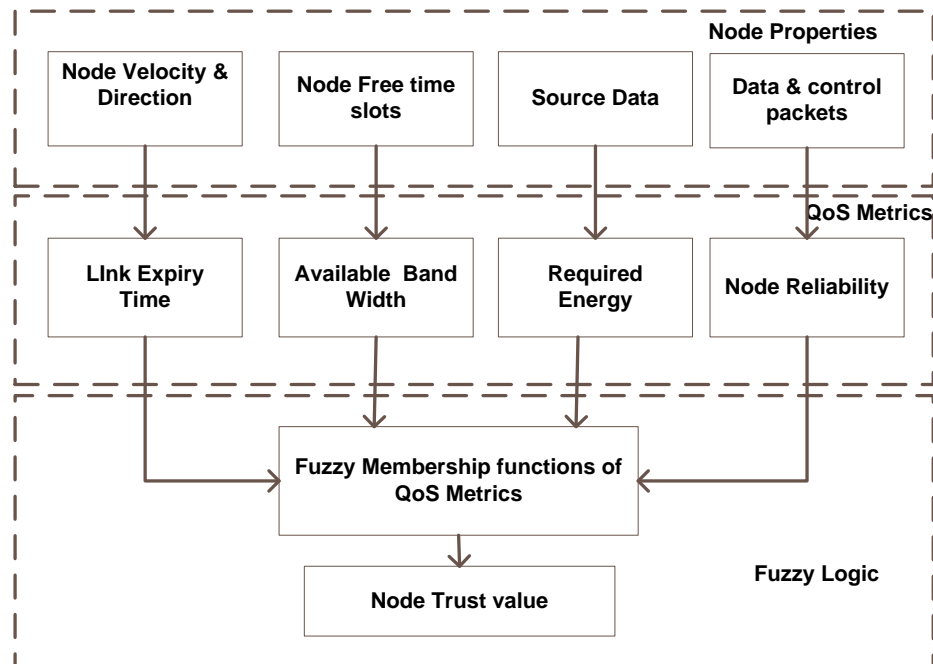 Node Properties
Node Velocity &
Direction
Node Free time
slots
Source Data
Data & control
packets
QoS Metrics
LInk Expiry
Time
Available  Band
Width
Required
Energy
Node Reliability
Fuzzy Membership functions of
QoS Metrics
Fuzzy Logic
Node Trust value